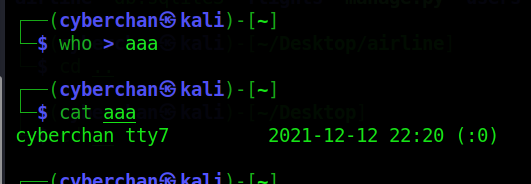 ┌──(cyberchan㉿kali)-[~]
└─$ who > aaa
┌──(cyberchan㉿kali)-[~]
└─$ cat aaa
cyberchan tty7         2021-12-12 22:20 (:0)
┌──(cyberchan㉿kali)-[~]